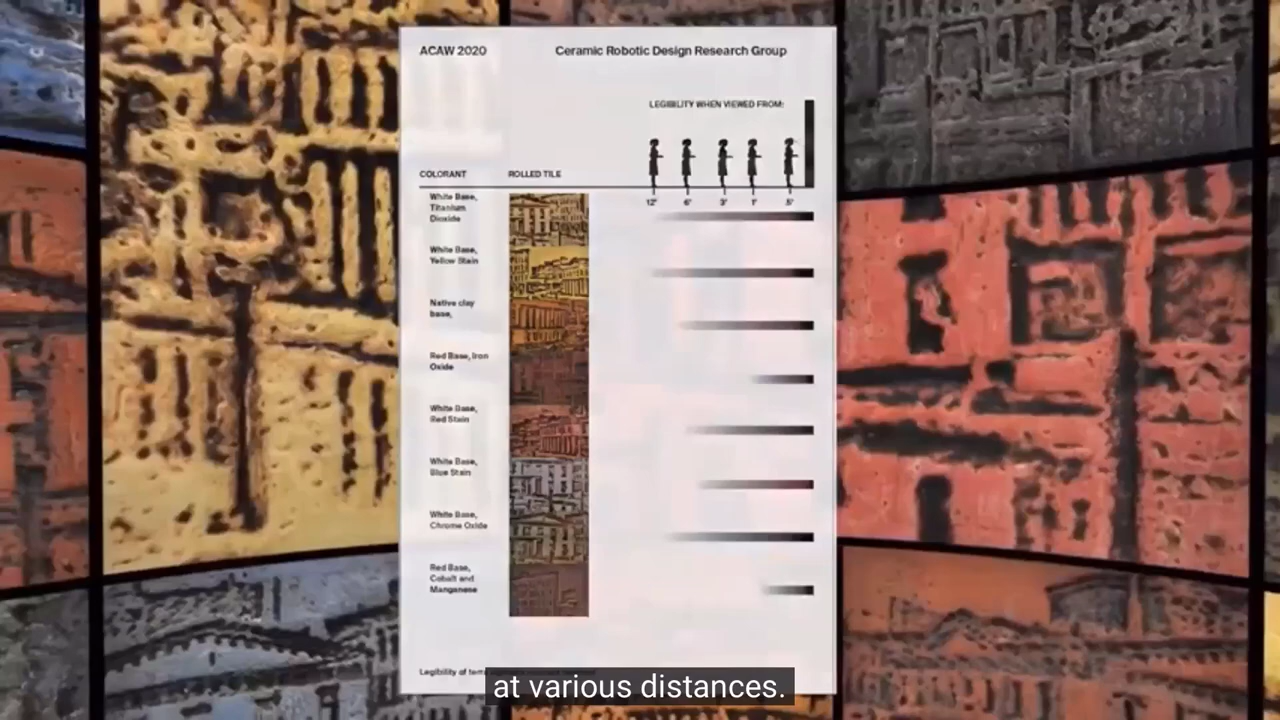 ACAW 2020
Ceramic Robotic Design Research Group
LEGIBILITY WHEN VIEWED FROM:
COLORANT
ROLLED TILE
12' 6' 3' 1' .5'
White Base,
Titanium
Dioxide
White Base,
Yellow Stain
Native clay
base,
Red Base, Iron
Oxide
White Base,
Red Stain
White Base,
Blue Stain
White Base,
Chrome Oxide
Red Base,
Cobalt and
Manganese
Legibility of
at various distances.